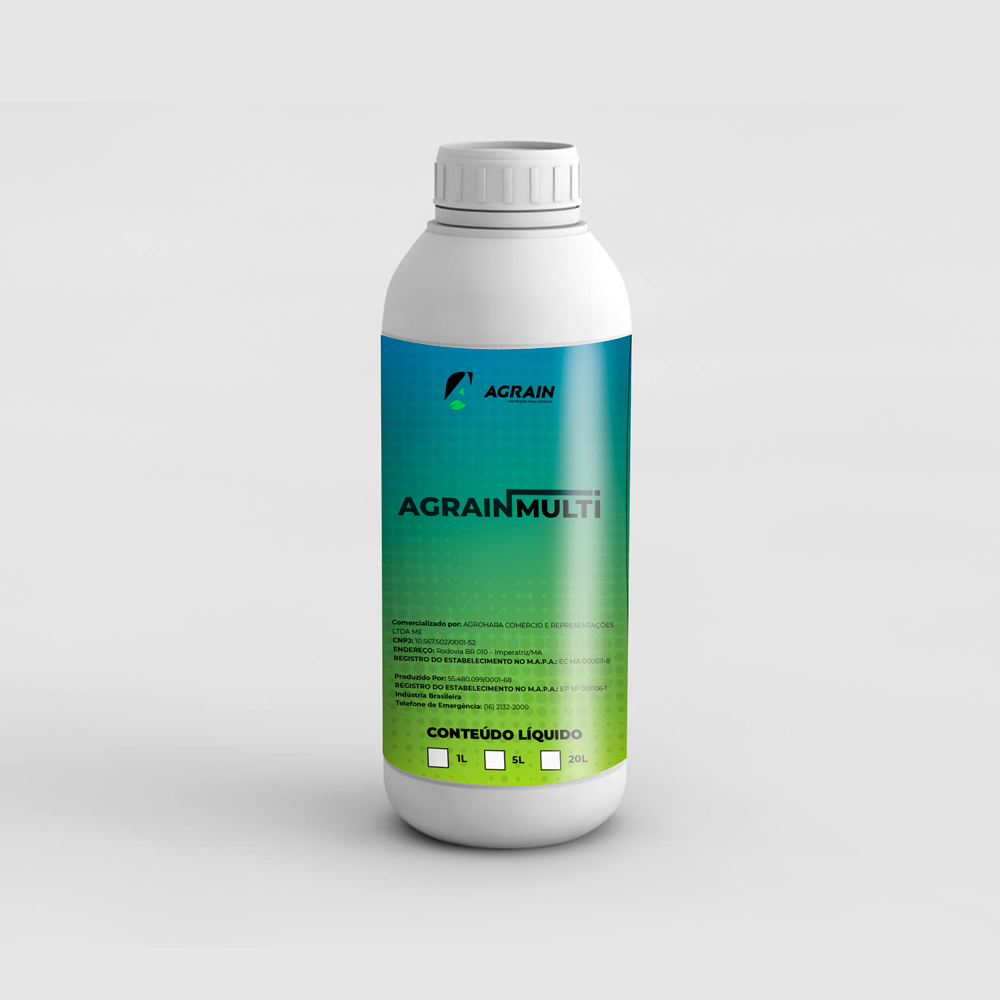 AGRAIN
AGRAINMULTI
Comercializado por: AGROHARA COMERCIO E REPRESENTAÇÕES
LTDA ME
CNPJ: 10.567.502/0001-52
ENDEREÇO: Rodovia BR 010 – Imperatriz/MA
REGISTRO DO ESTABELECIMENTO NO M.A.P.A.: EC MA 000511-8
Produzido Por: 55.480.099/0001-68
REGISTRO DO ESTABELECIMENTO NO M.A.P.A.: EP SP 001106-1
Indústria Brasileira
Telefone de Emergência: (16) 2132-2000
CONTEÚDO LÍQUIDO
1L 5L 20L